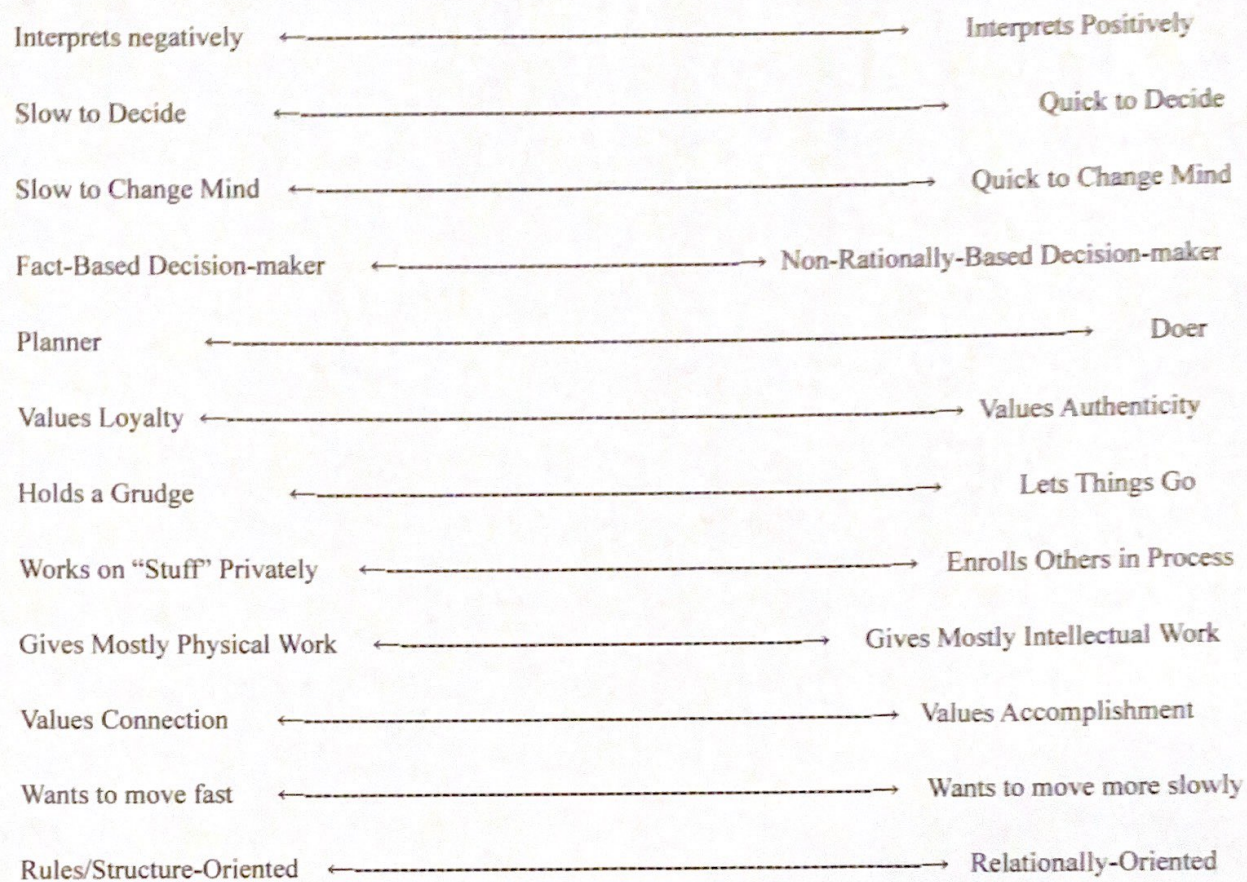 Interprets negatively ←----------→ Interprets Positively
Slow to Decide ←----------→ Quick to Decide
Slow to Change Mind ←----------→ Quick to Change Mind
Fact-Based Decision-maker ←----------→ Non-Rationally-Based Decision-maker
Planner ←----------→ Doer
Values Loyalty ←----------→ Values Authenticity
Holds a Grudge ←----------→ Lets Things Go
Works on “Stuff” Privately ←----------→ Enrolls Others in Process
Gives Mostly Physical Work ←----------→ Gives Mostly Intellectual Work
Values Connection ←----------→ Values Accomplishment
Wants to move fast ←----------→ Wants to move more slowly
Rules/Structure-Oriented ←----------→ Relationally-Oriented